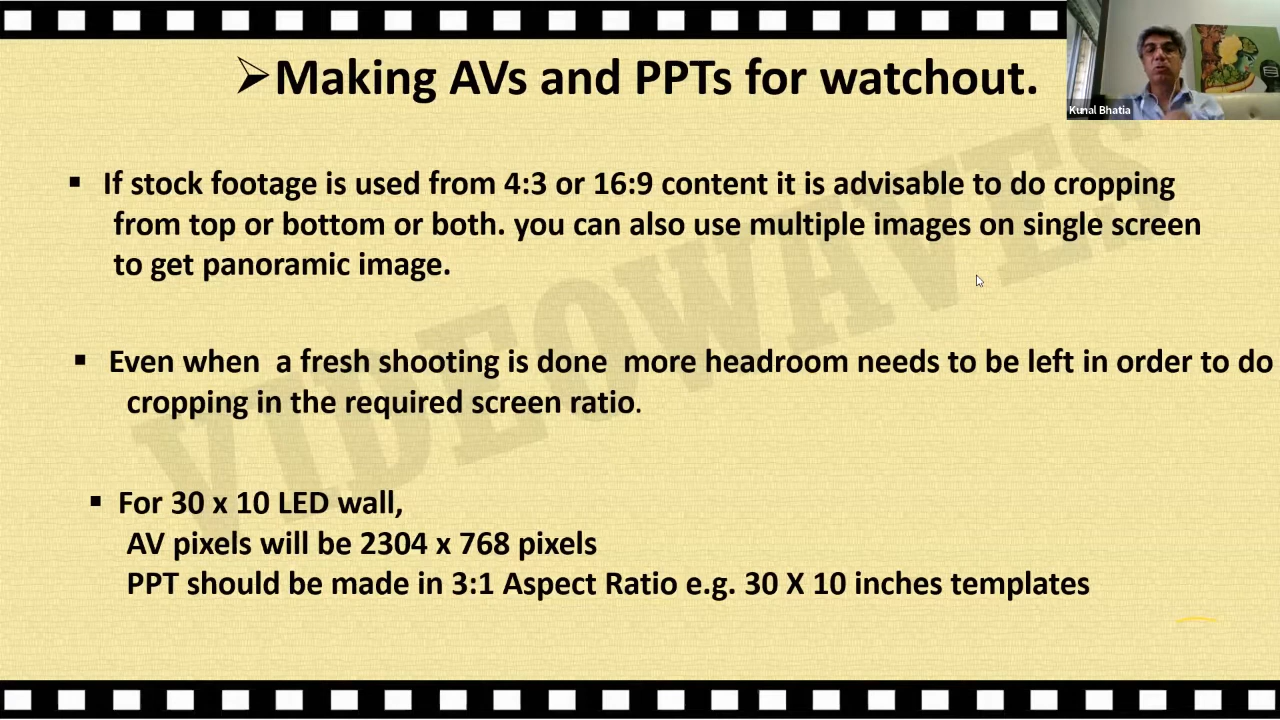 ➢Making AVs and PPTs for watchout.
Kunal Bhatia
▪ If stock footage is used from 4:3 or 16:9 content it is advisable to do cropping
from top or bottom or both. you can also use multiple images on single screen
to get panoramic image.
▪ Even when a fresh shooting is done more headroom needs to be left in order to do
cropping in the required screen ratio.
▪ For 30 x 10 LED wall,
AV pixels will be 2304 x 768 pixels
PPT should be made in 3:1 Aspect Ratio e.g. 30 X 10 inches templates
VIDEOWAVES